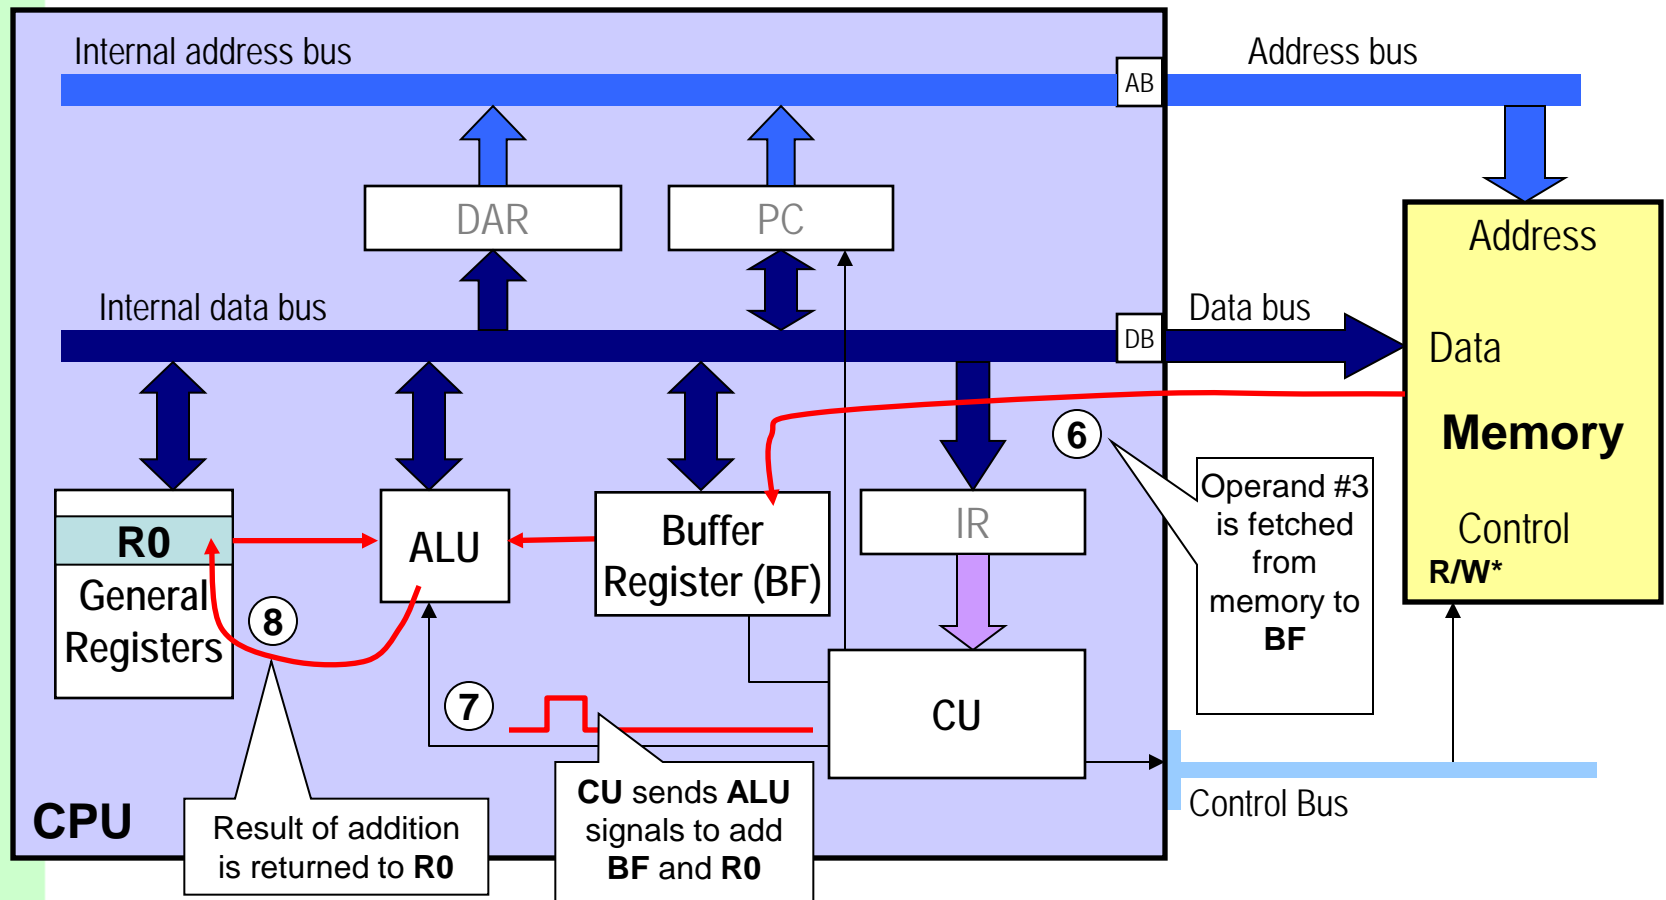 Internal address bus
AB
Address bus
DAR
PC
Address
Internal data bus
DB
Data bus
Data
Memory
6
Operand #3
is fetched
from
memory to
BF
Control
R/W*
R0
General
Registers
ALU
Buffer
Register (BF)
IR
8
7
CU
CPU
Result of addition
is returned to R0
CU sends ALU
signals to add
BF and R0
Control Bus